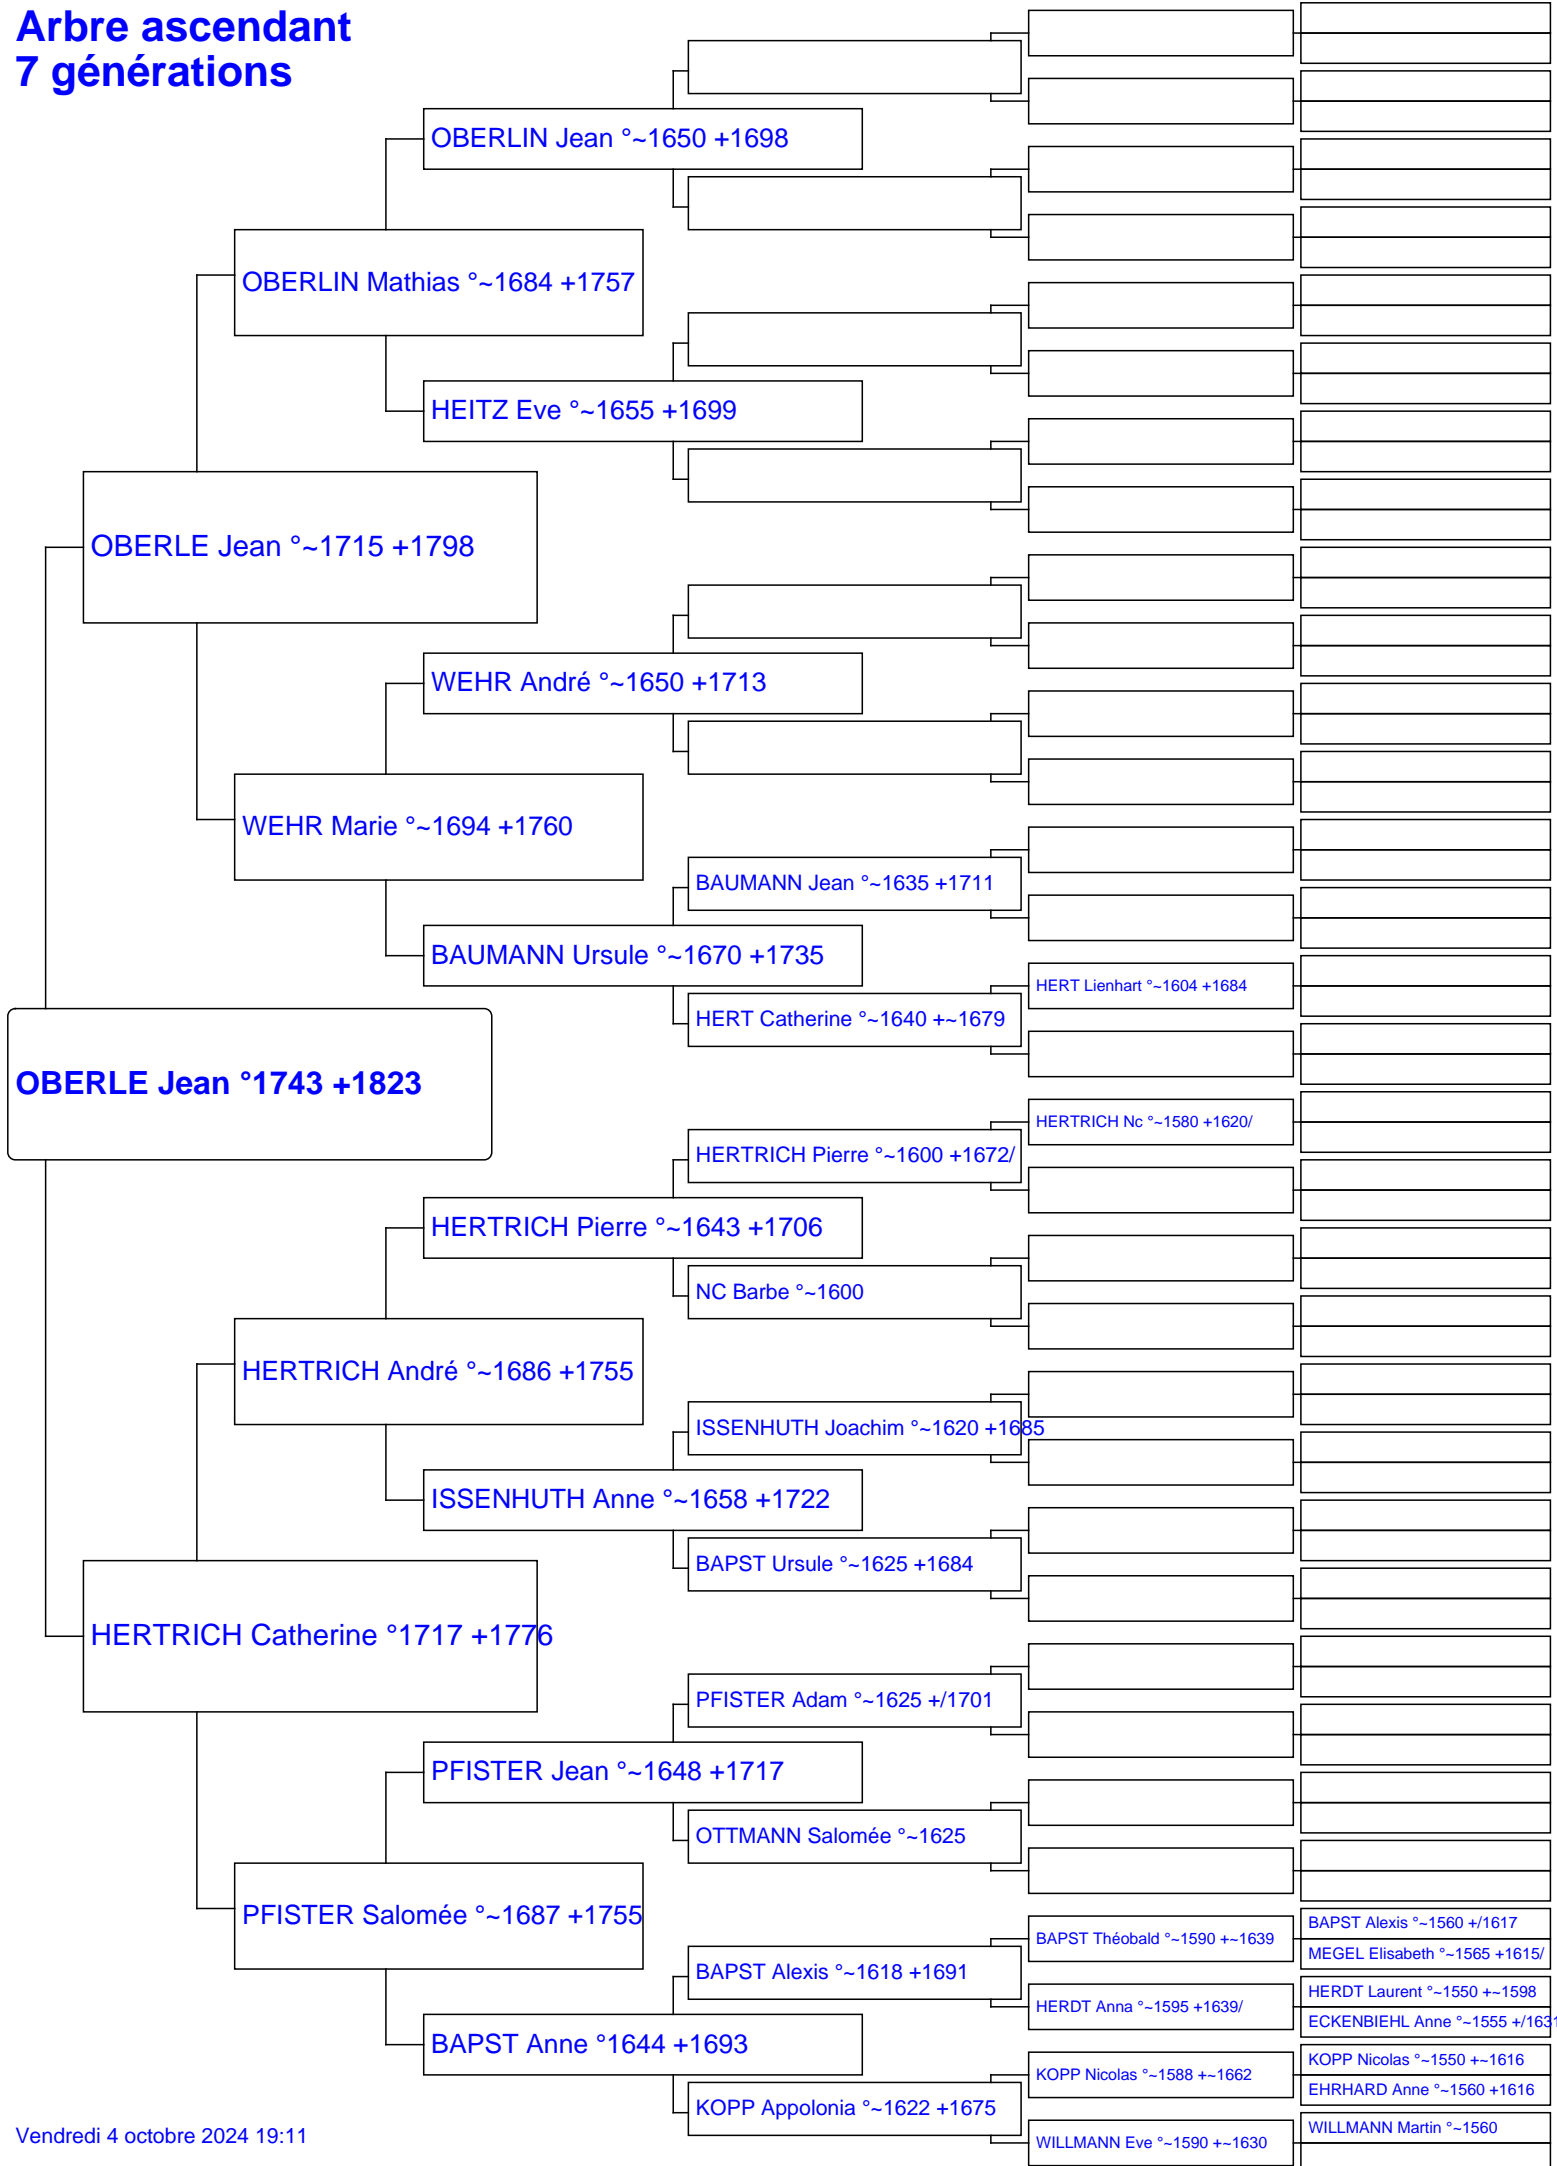 Arbre ascendant
7 générations
OBERLIN Jean °~1650 +1698
OBERLIN Mathias °~1684 +1757
HEITZ Eve °~1655 +1699
OBERLE Jean °~1715 +1798
WEHR André °~1650 +1713
WEHR Marie °~1694 +1760
BAUMANN Jean °~1635 +1711
BAUMANN Ursule °~1670 +1735
HERT Lienhart °~1604 +1684
HERT Catherine °~1640 +~1679
OBERLE Jean °1743 +1823
HERTRICH Nc °~1580 +1620/
HERTRICH Pierre °~1600 +1672/
HERTRICH Pierre °~1643 +1706
NC Barbe °~1600
HERTRICH André °~1686 +1755
ISSENHUTH Joachim °~1620 +1685
ISSENHUTH Anne °~1658 +1722
BAPST Ursule °~1625 +1684
HERTRICH Catherine °1717 +1776
PFISTER Adam °~1625 +/1701
PFISTER Jean °~1648 +1717
OTTMANN Salomée °~1625
PFISTER Salomée °~1687 +1755
BAPST Alexis °~1560 +/1617
BAPST Théobald °~1590 +~1639
MEGEL Elisabeth °~1565 +1615/
BAPST Alexis °~1618 +1691
HERDT Laurent °~1550 +~1598
HERDT Anna °~1595 +1639/
ECKENBIEHL Anne °~1555 +/1631
BAPST Anne °1644 +1693
KOPP Nicolas °~1550 +~1616
KOPP Nicolas °~1588 +~1662
EHRHARD Anne °~1560 +1616
KOPP Appolonia °~1622 +1675
WILLMANN Martin °~1560
WILLMANN Eve °~1590 +~1630
Vendredi 4 octobre 2024 19:11